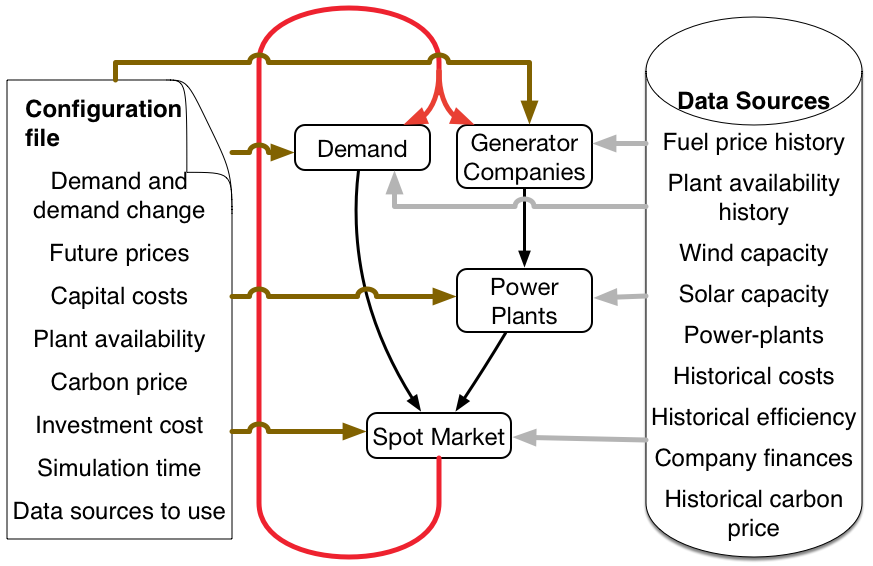 Configuration
file
Demand and
demand change
Future prices
Capital costs
Plant availability
Carbon price
Investment cost
Simulation time
Data sources to use
Demand
Generator
Companies
Power
Plants
Spot Market
Data Sources
Fuel price history
Plant availability
history
Wind capacity
Solar capacity
Power-plants
Historical costs
Historical efficiency
Company finances
Historical carbon
price